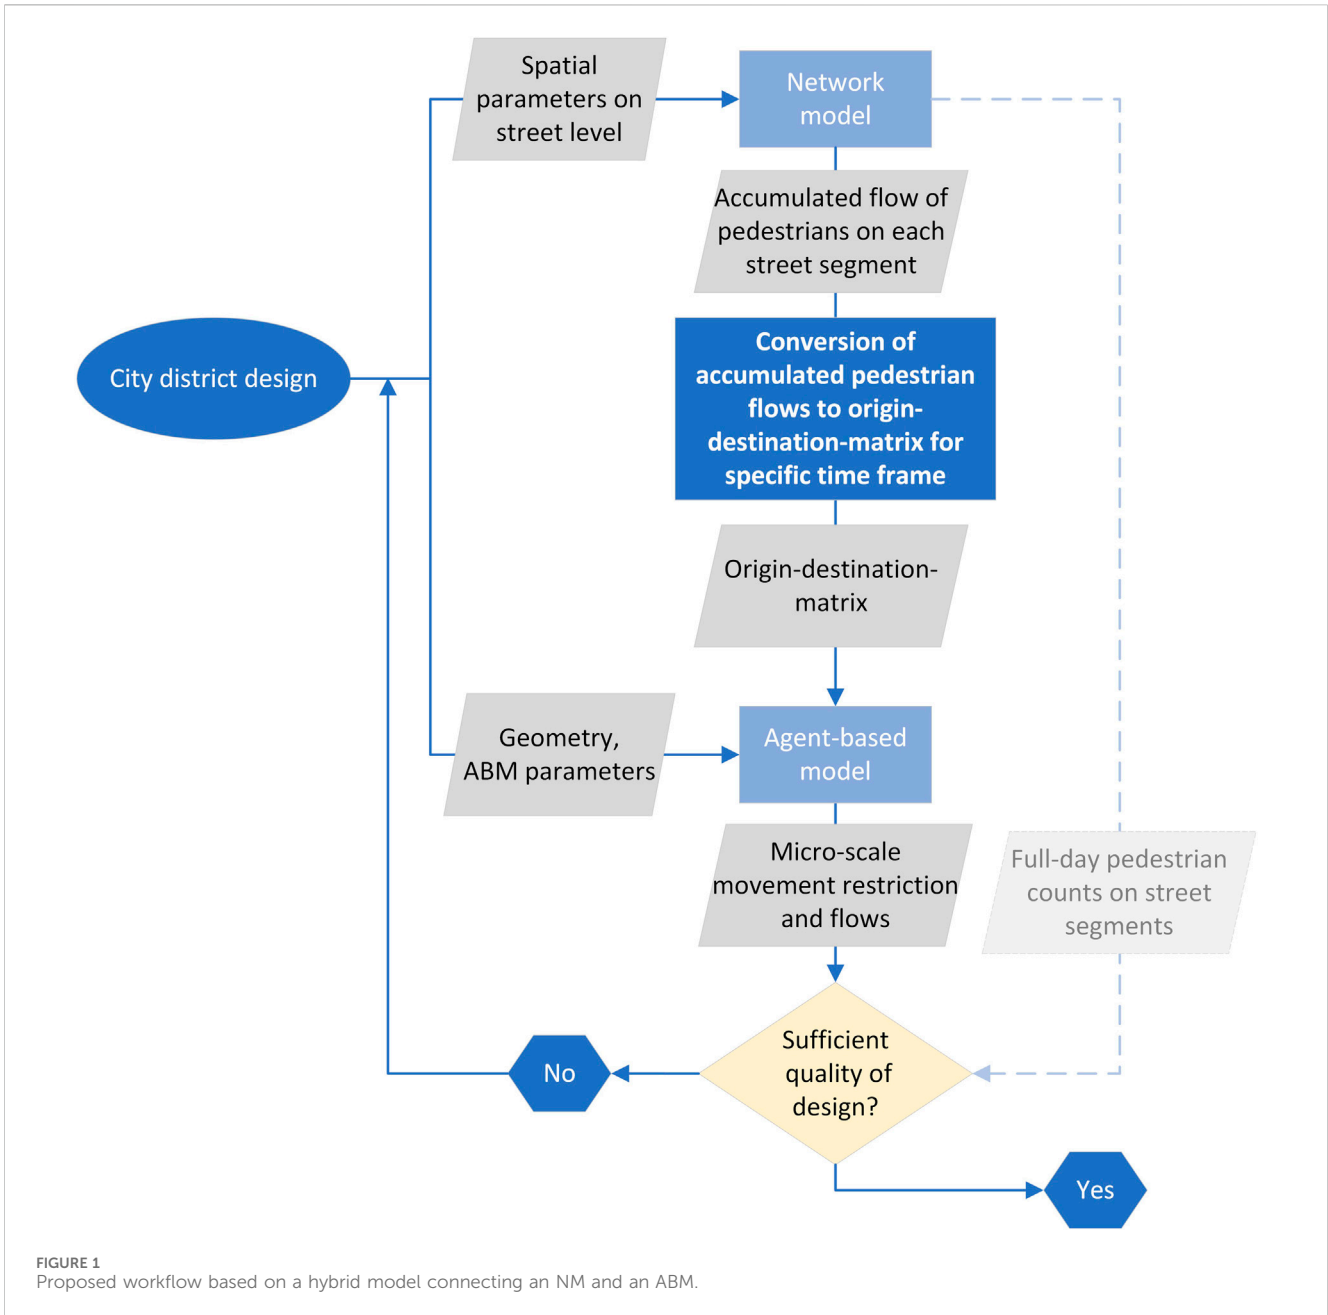 Spatial
parameters on
street level
Network
model
Accumulated flow of
pedestrians on each
street segment
Conversion of
accumulated pedestrian
flows to origin-
destination-matrix for
specific time frame
City district design
Origin-destination-
matrix
Geometry,
ABM parameters
Agent-based
model
Micro-scale
movement restriction
and flows
Full-day pedestrian
counts on street
segments
Sufficient
quality of
design?
No
Yes
FIGURE 1
Proposed workflow based on a hybrid model connecting an NM and an ABM.